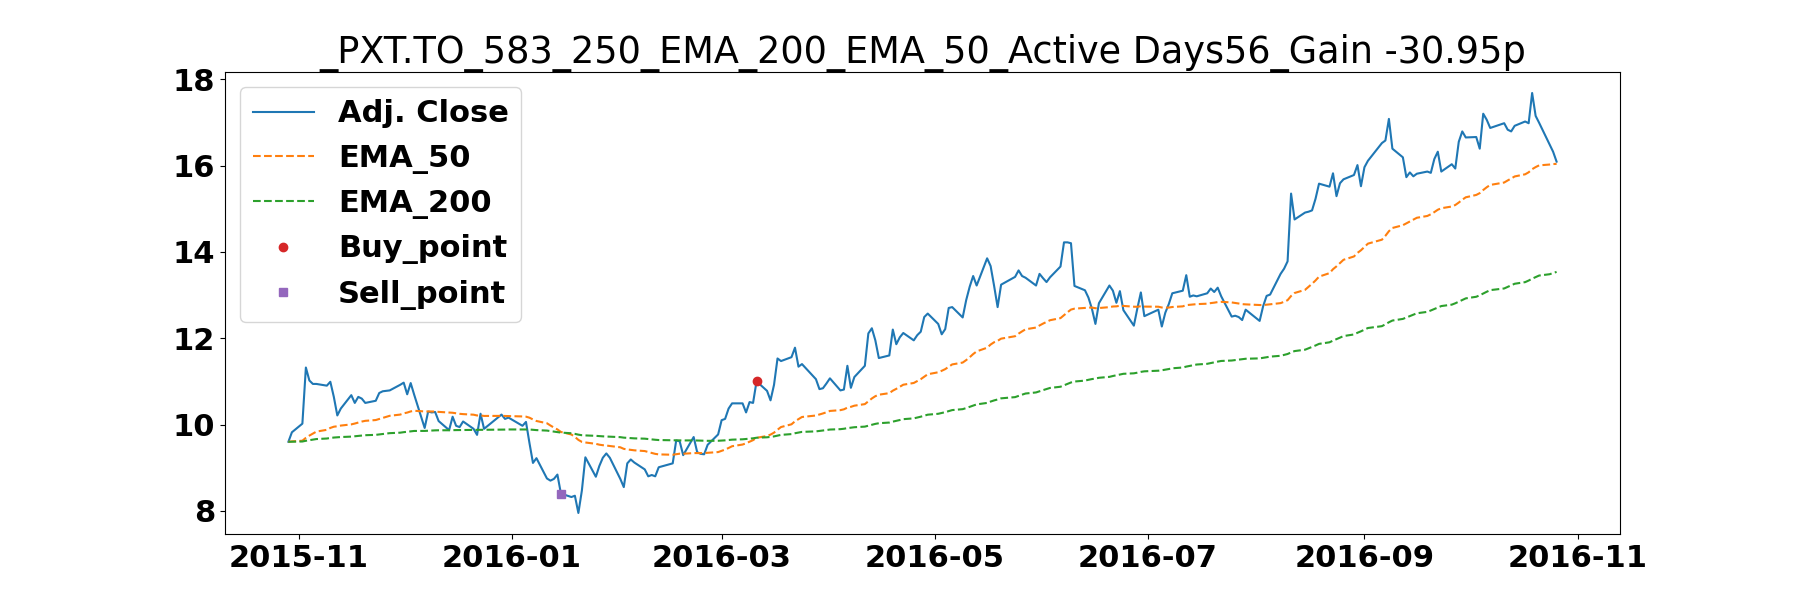 _PXT.TO_583_250_EMA_200_EMA_50_Active Days56_Gain -30.95p
18
16
14
12
10
8
Adj. Close
EMA_50
EMA_200
Buy_point
Sell_point
2015-11 2016-01 2016-03 2016-05 2016-07 2016-09 2016-11